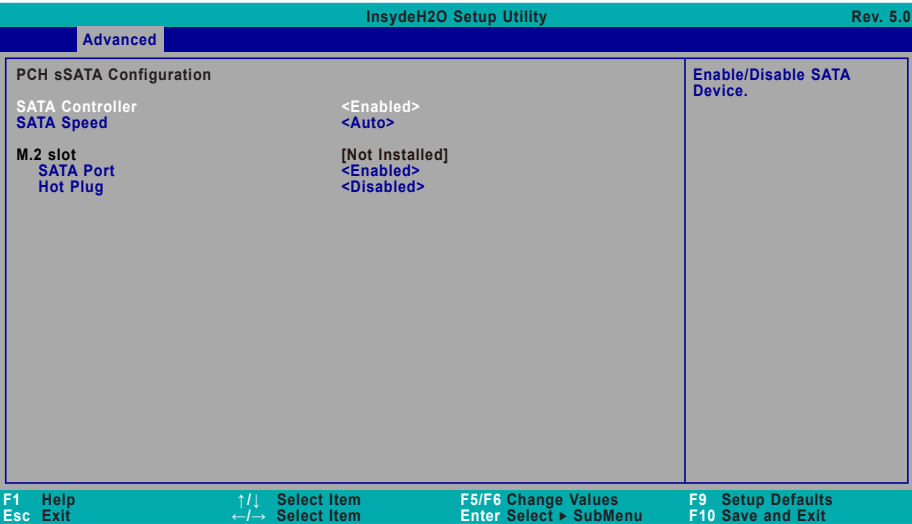 InsydeH2O Setup Utility Rev. 5.0
Advanced
PCH sSATA Configuration
Enable/Disable SATA
Device.
SATA Controller <Enabled>
SATA Speed <Auto>
M.2 slot [Not Installed]
SATA Port <Enabled>
Hot Plug <Disabled>
F1 Help ↑/↓ Select Item F5/F6 Change Values F9 Setup Defaults
Esc Exit ←/→ Select Item Enter Select ▸ SubMenu F10 Save and Exit